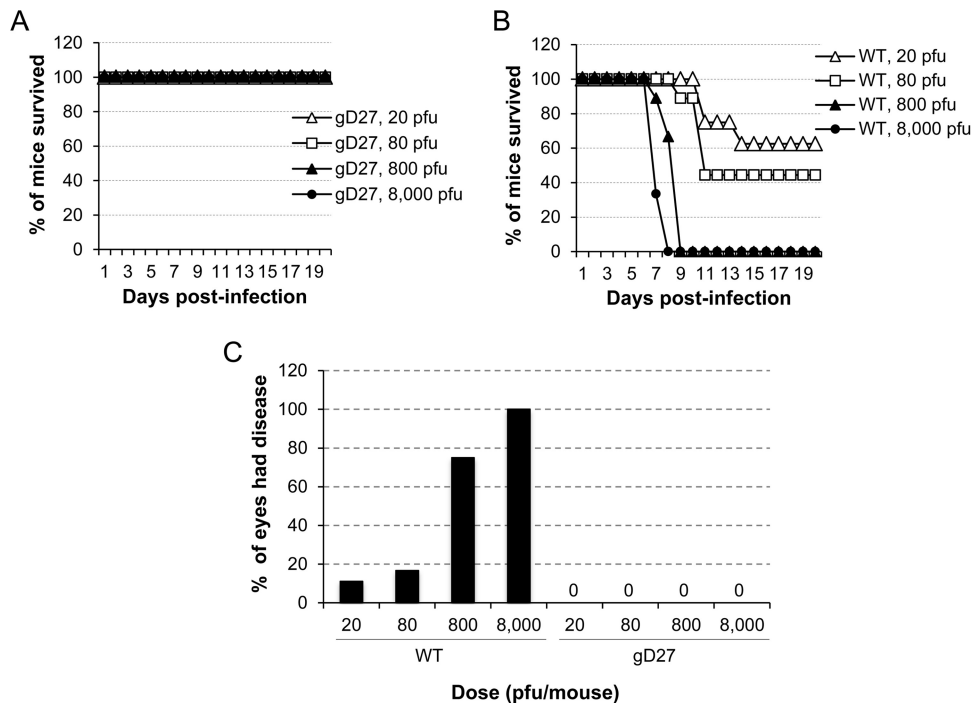 A
120
100
80
60
40
20
0
% of mice survived
1 3 5 7 9 11 13 15 17 19
Days post-infection
gD27, 20 pfu
gD27, 80 pfu
gD27, 800 pfu
gD27, 8,000 pfu
B
120
100
80
60
40
20
0
% of mice survived
1 3 5 7 9 11 13 15 17 19
Days post-infection
WT, 20 pfu
WT, 80 pfu
WT, 800 pfu
WT, 8,000 pfu
C
120
100
80
60
40
20
0
% of eyes had disease
0 0 0 0
20 80 800 8,000 20 80 800 8,000
WT gD27
Dose (pfu/mouse)